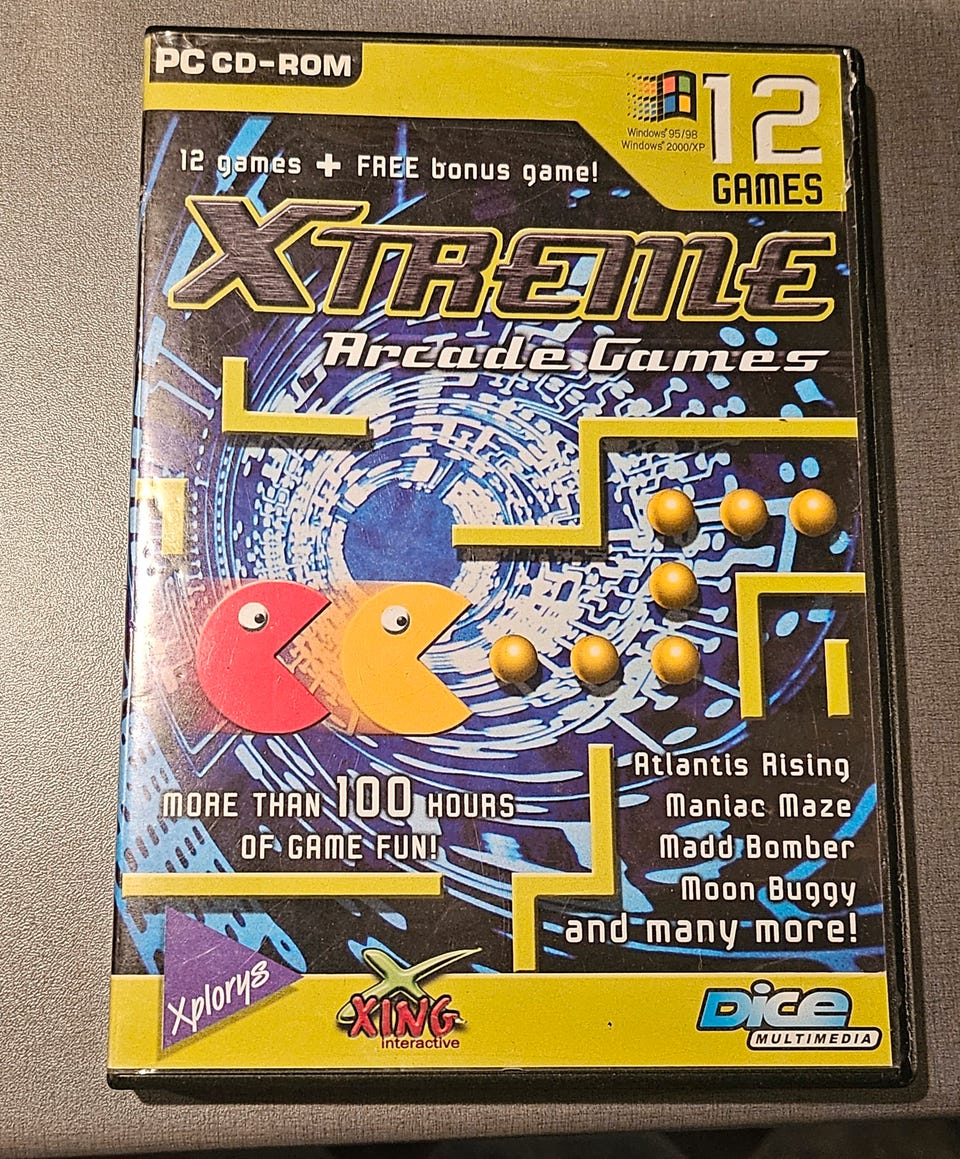 PC CD-ROM
Windows® 95/98
Windows® 2000/XP
12
GAMES
12 games + FREE bonus game!
XTREME
Arcade Games
MORE THAN 100 HOURS
OF GAME FUN!
Atlantis Rising
Maniac Maze
Madd Bomber
Moon Buggy
and many more!
Xplorys
XING
interactive
Dice
MULTIMEDIA